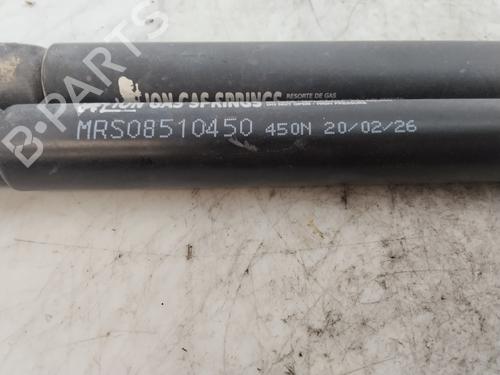 LION GAS SPRINGS
RESORTE DE GAS
MRS08510450 450N 20/02/26
B-PARTS